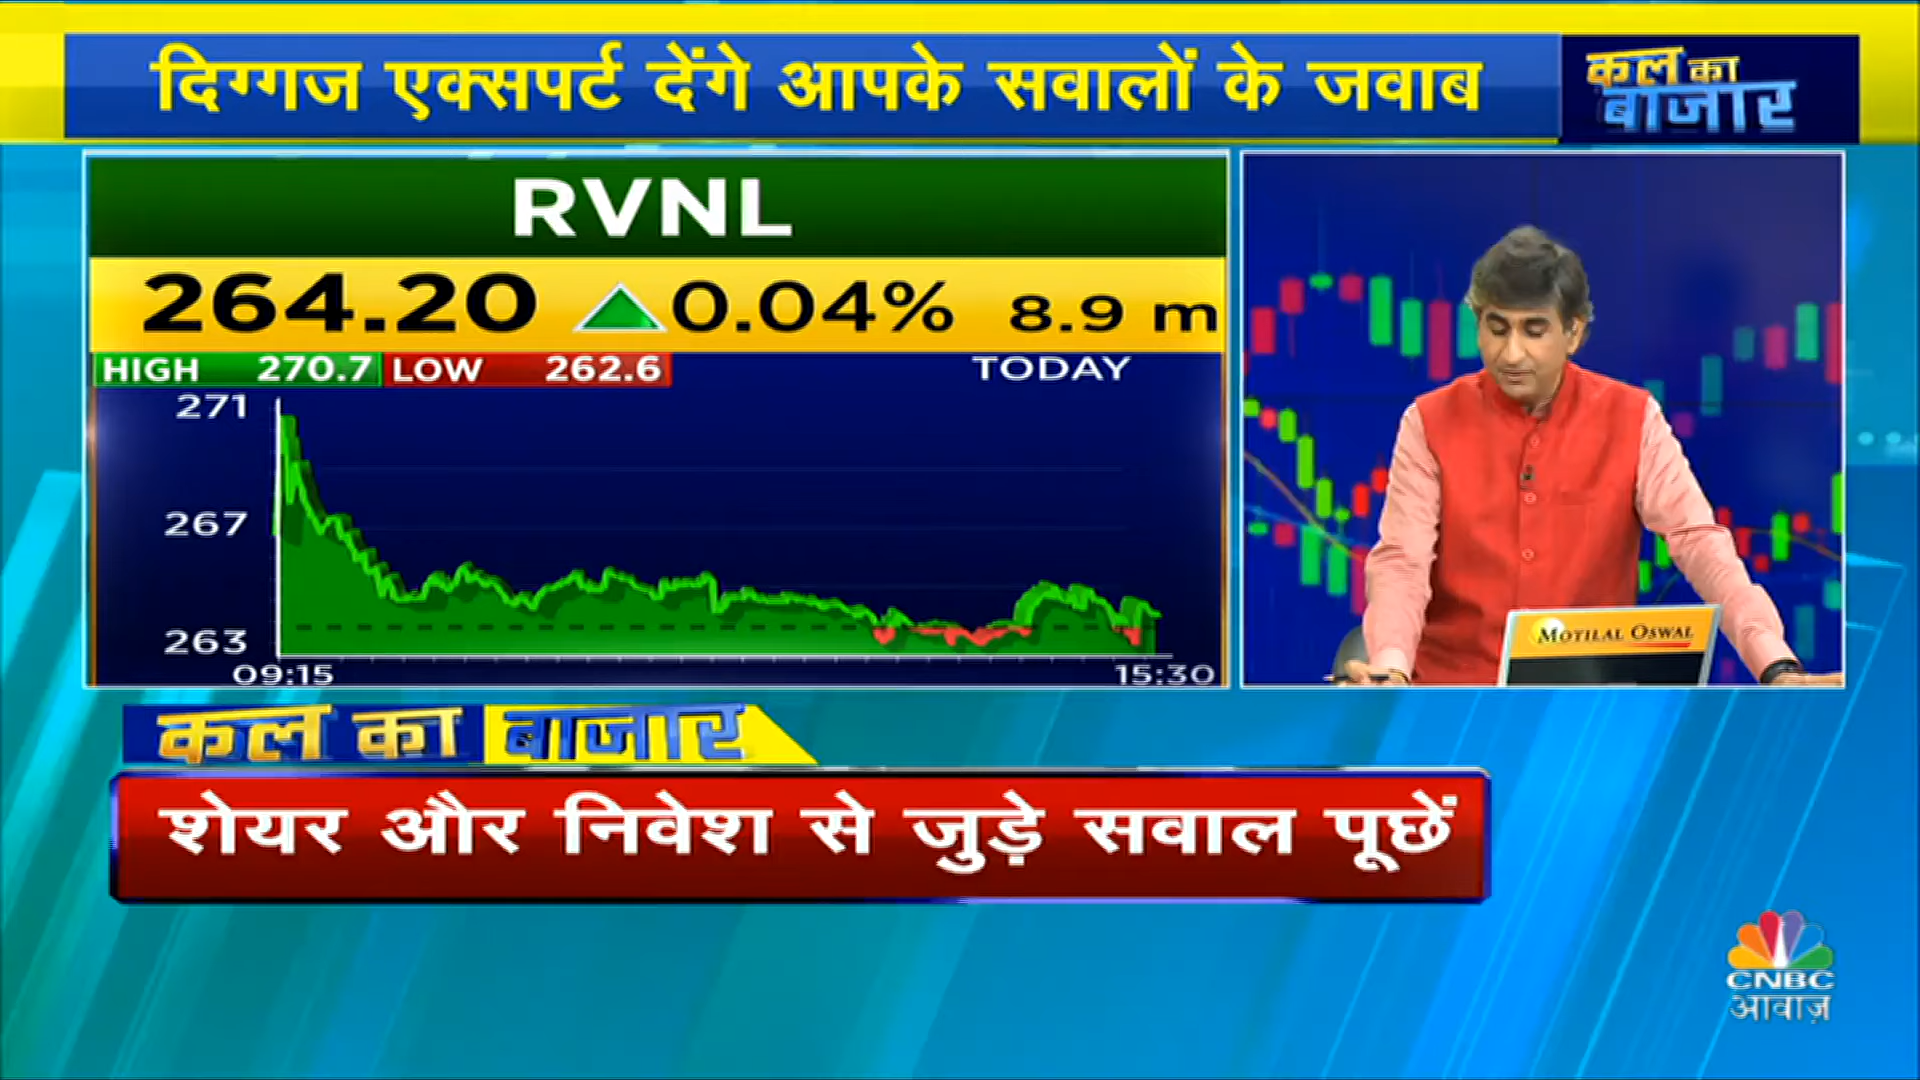 दिग्गज एक्सपर्ट देंगे आपके सवालों के जवाब
कल का
बाजार
RVNL
264.20 0.04% 8.9 m
HIGH 270.7 LOW 262.6 TODAY
271
267
263
09:15 15:30
MOTILAL OSWAL
कल का बाजार
शेयर और निवेश से जुड़े सवाल पूछें
CNBC
आवाज़